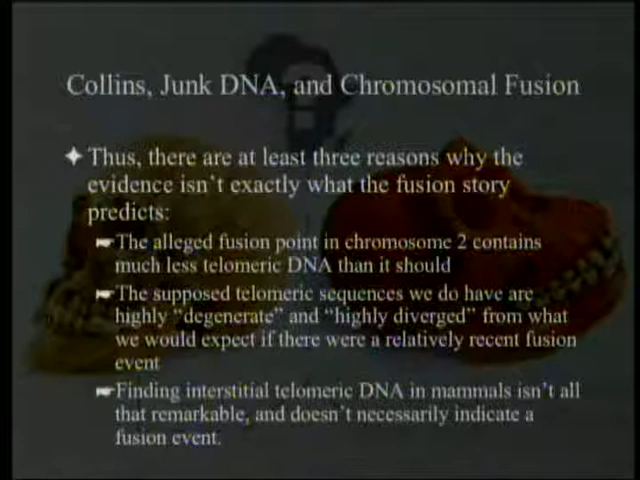 Collins, Junk DNA, and Chromosomal Fusion
Thus, there are at least three reasons why the
evidence isn't exactly what the fusion story
predicts:
The alleged fusion point in chromosome 2 contains
much less telomeric DNA than it should
The supposed telomeric sequences we do have are
highly "degenerate" and "highly diverged" from what
we would expect if there were a relatively recent fusion
event
Finding interstitial telomeric DNA in mammals isn't all
that remarkable, and doesn't necessarily indicate a
fusion event.